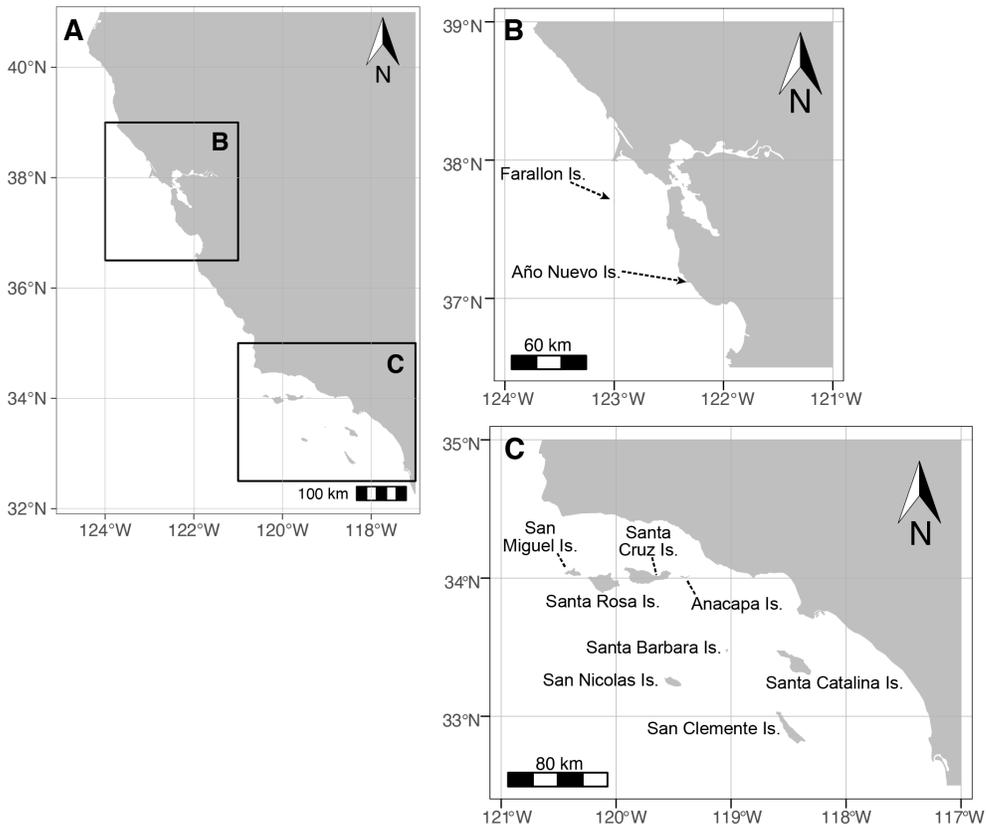 A
N
40°N
38°N
36°N
34°N
32°N
B
C
100 km
124°W
122°W
120°W
118°W
B
N
39°N
38°N
37°N
Farallon Is.
Año Nuevo Is.
60 km
124°W
123°W
122°W
121°W
C
N
35°N
34°N
33°N
San
Miguel Is.
Santa
Cruz Is.
Santa Rosa Is.
Anacapa Is.
Santa Barbara Is.
San Nicolas Is.
Santa Catalina Is.
San Clemente Is.
80 km
121°W
120°W
119°W
118°W
117°W